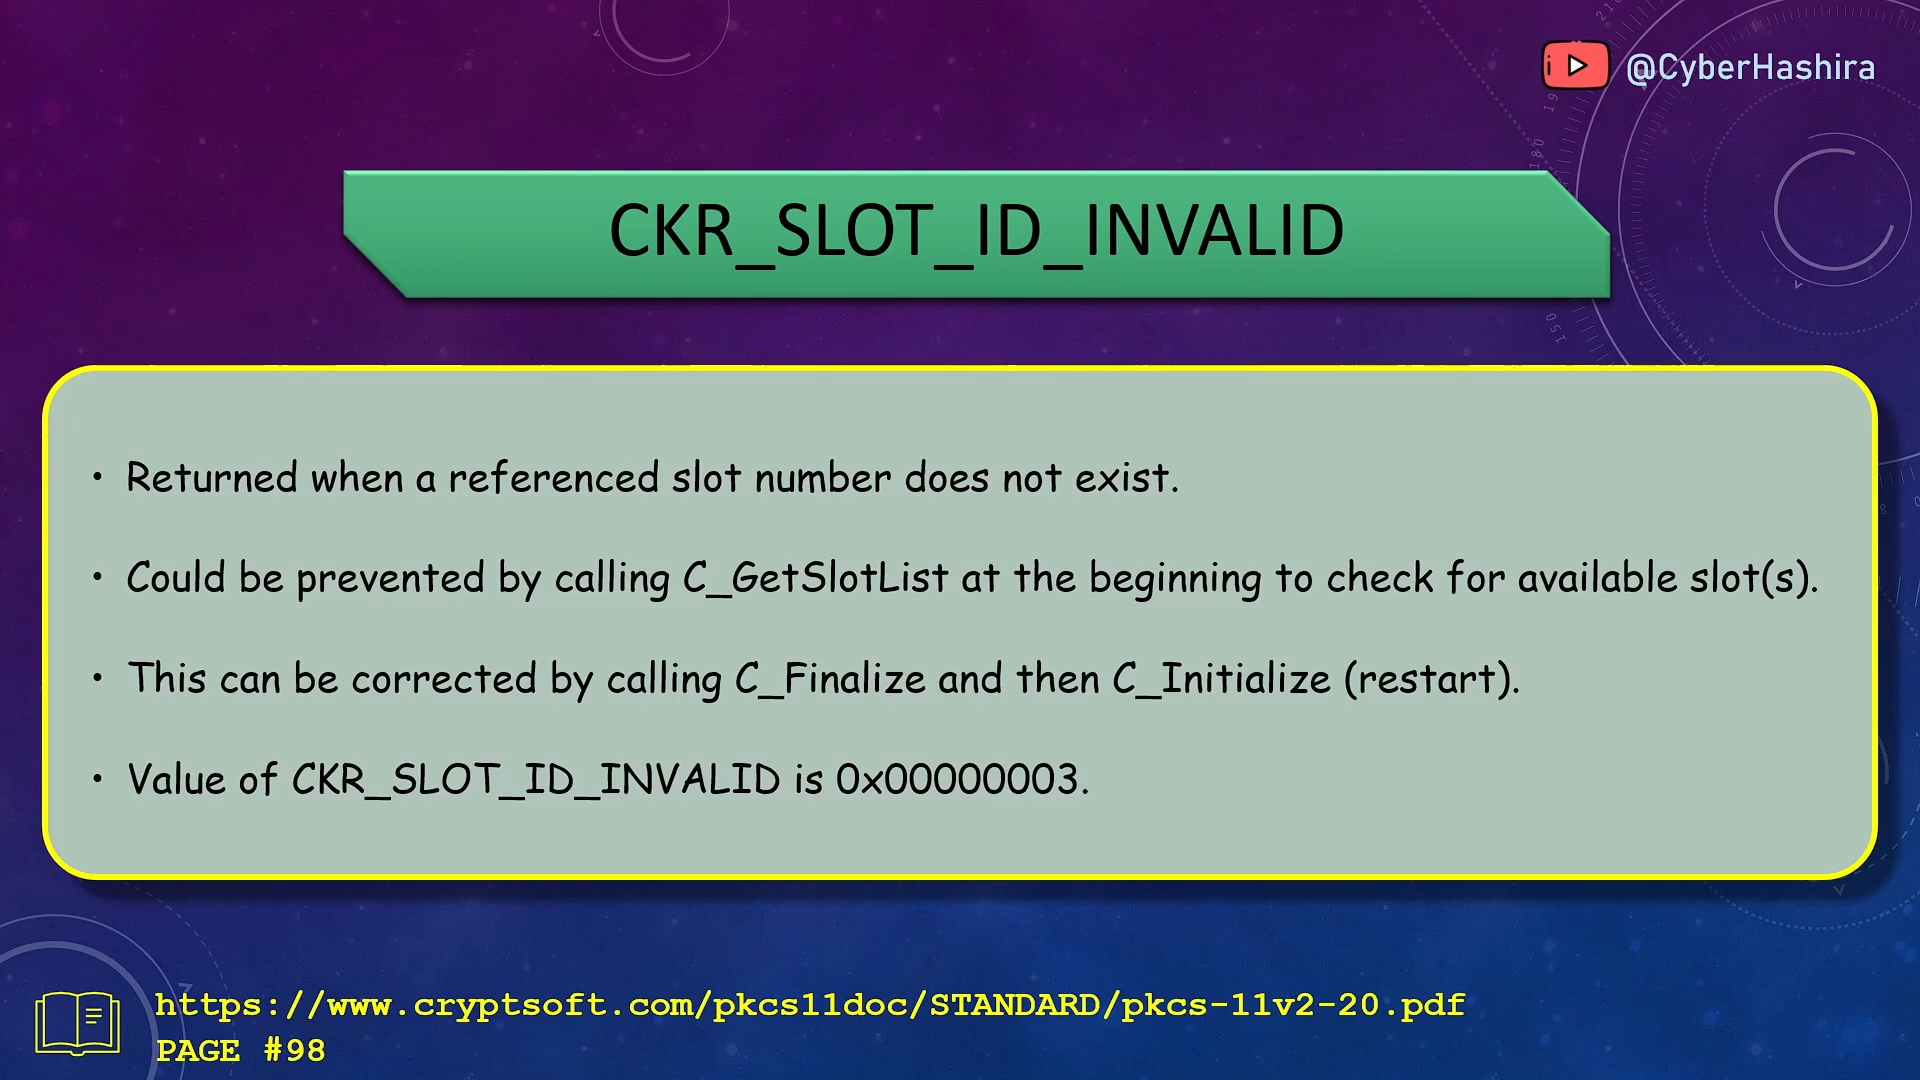 @CyberHashira
CKR_SLOT_ID_INVALID
• Returned when a referenced slot number does not exist.
• Could be prevented by calling C_GetSlotList at the beginning to check for available slot(s).
• This can be corrected by calling C_Finalize and then C_Initialize (restart).
• Value of CKR_SLOT_ID_INVALID is 0x00000003.
https://www.cryptsoft.com/pkcs11doc/STANDARD/pkcs-11v2-20.pdf
PAGE #98